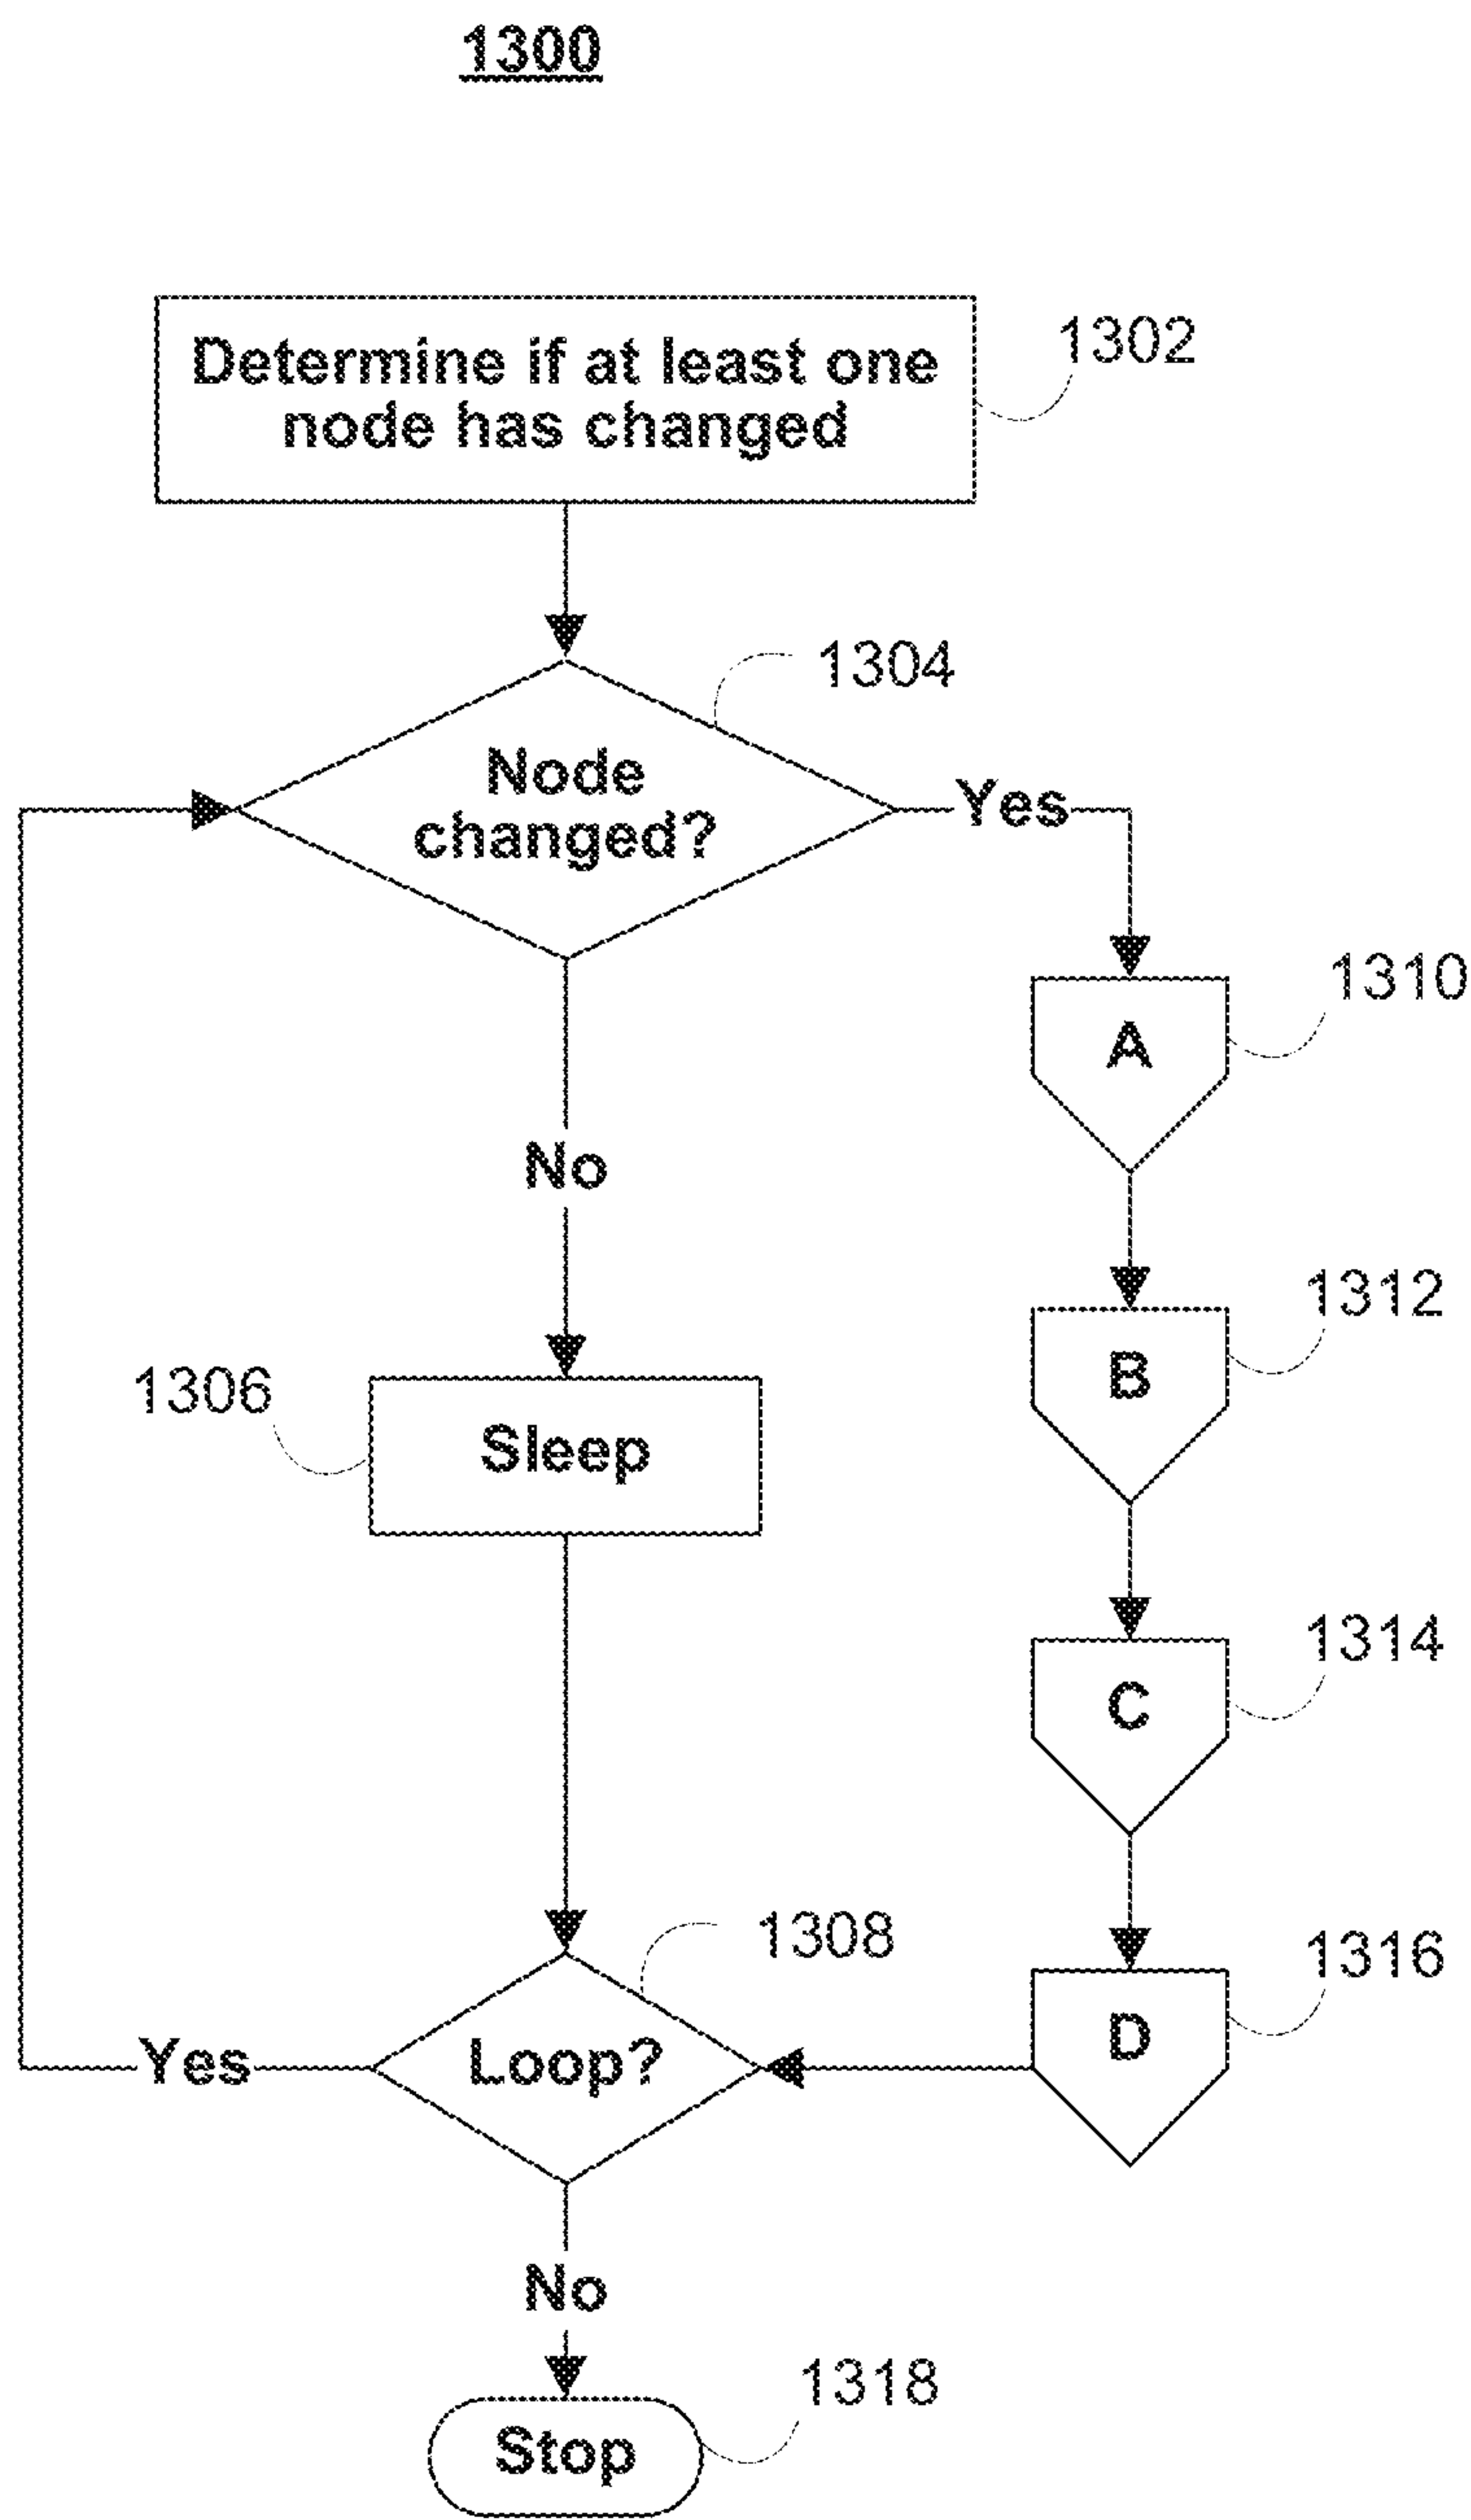 1300
Determine if at least one
node has changed
1302
1304
Node
changed?
Yes
1310
A
No
1312
B
1306
Sleep
1314
C
1308
1316
Yes
Loop?
D
No
1318
Stop